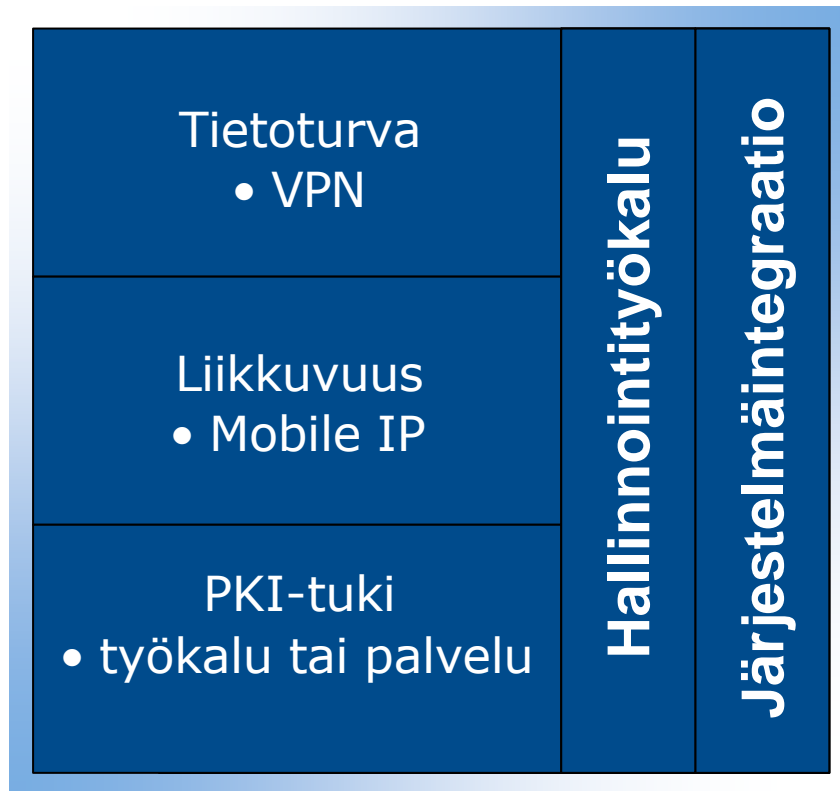 Tietoturva
• VPN
Liikkuvuus
• Mobile IP
PKI-tuki
• työkalu tai palvelu
Hallinnointityökalu
Järjestelmäintegraatio